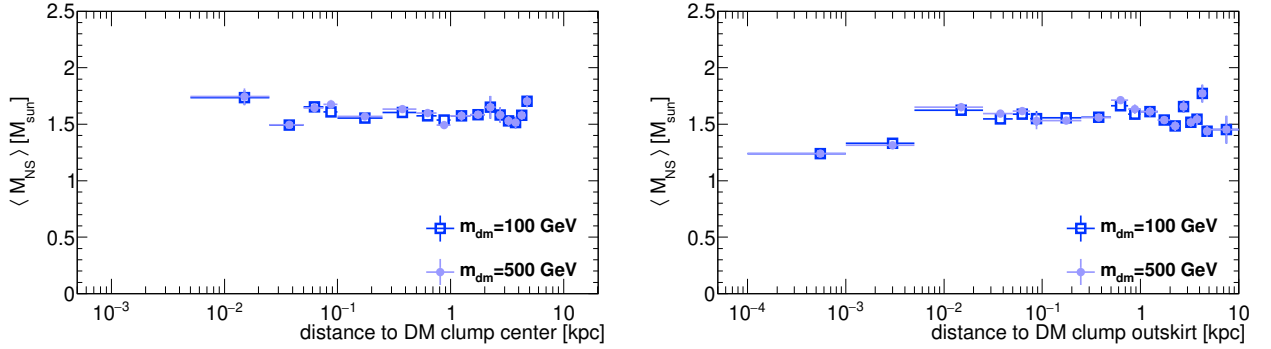 2.5
2
1.5
1
0.5
0
⟨ M_NS ⟩ [M_sun]
m_dm=100 GeV
m_dm=500 GeV
10⁻³ 10⁻² 10⁻¹ 1 10
distance to DM clump center [kpc]
2.5
2
1.5
1
0.5
0
⟨ M_NS ⟩ [M_sun]
m_dm=100 GeV
m_dm=500 GeV
10⁻⁴ 10⁻³ 10⁻² 10⁻¹ 1 10
distance to DM clump outskirt [kpc]